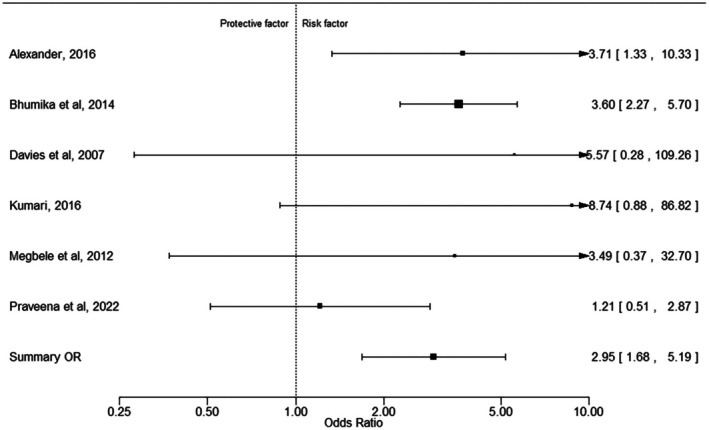 Protective factor Risk factor
Alexander, 2016 3.71 [ 1.33 , 10.33 ]
Bhumika et al, 2014 3.60 [ 2.27 , 5.70 ]
Davies et al, 2007 5.57 [ 0.28 , 109.26 ]
Kumari, 2016 8.74 [ 0.88 , 86.82 ]
Megbele et al, 2012 3.49 [ 0.37 , 32.70 ]
Praveena et al, 2022 1.21 [ 0.51 , 2.87 ]
Summary OR 2.95 [ 1.68 , 5.19 ]
0.25 0.50 1.00 2.00 5.00 10.00
Odds Ratio